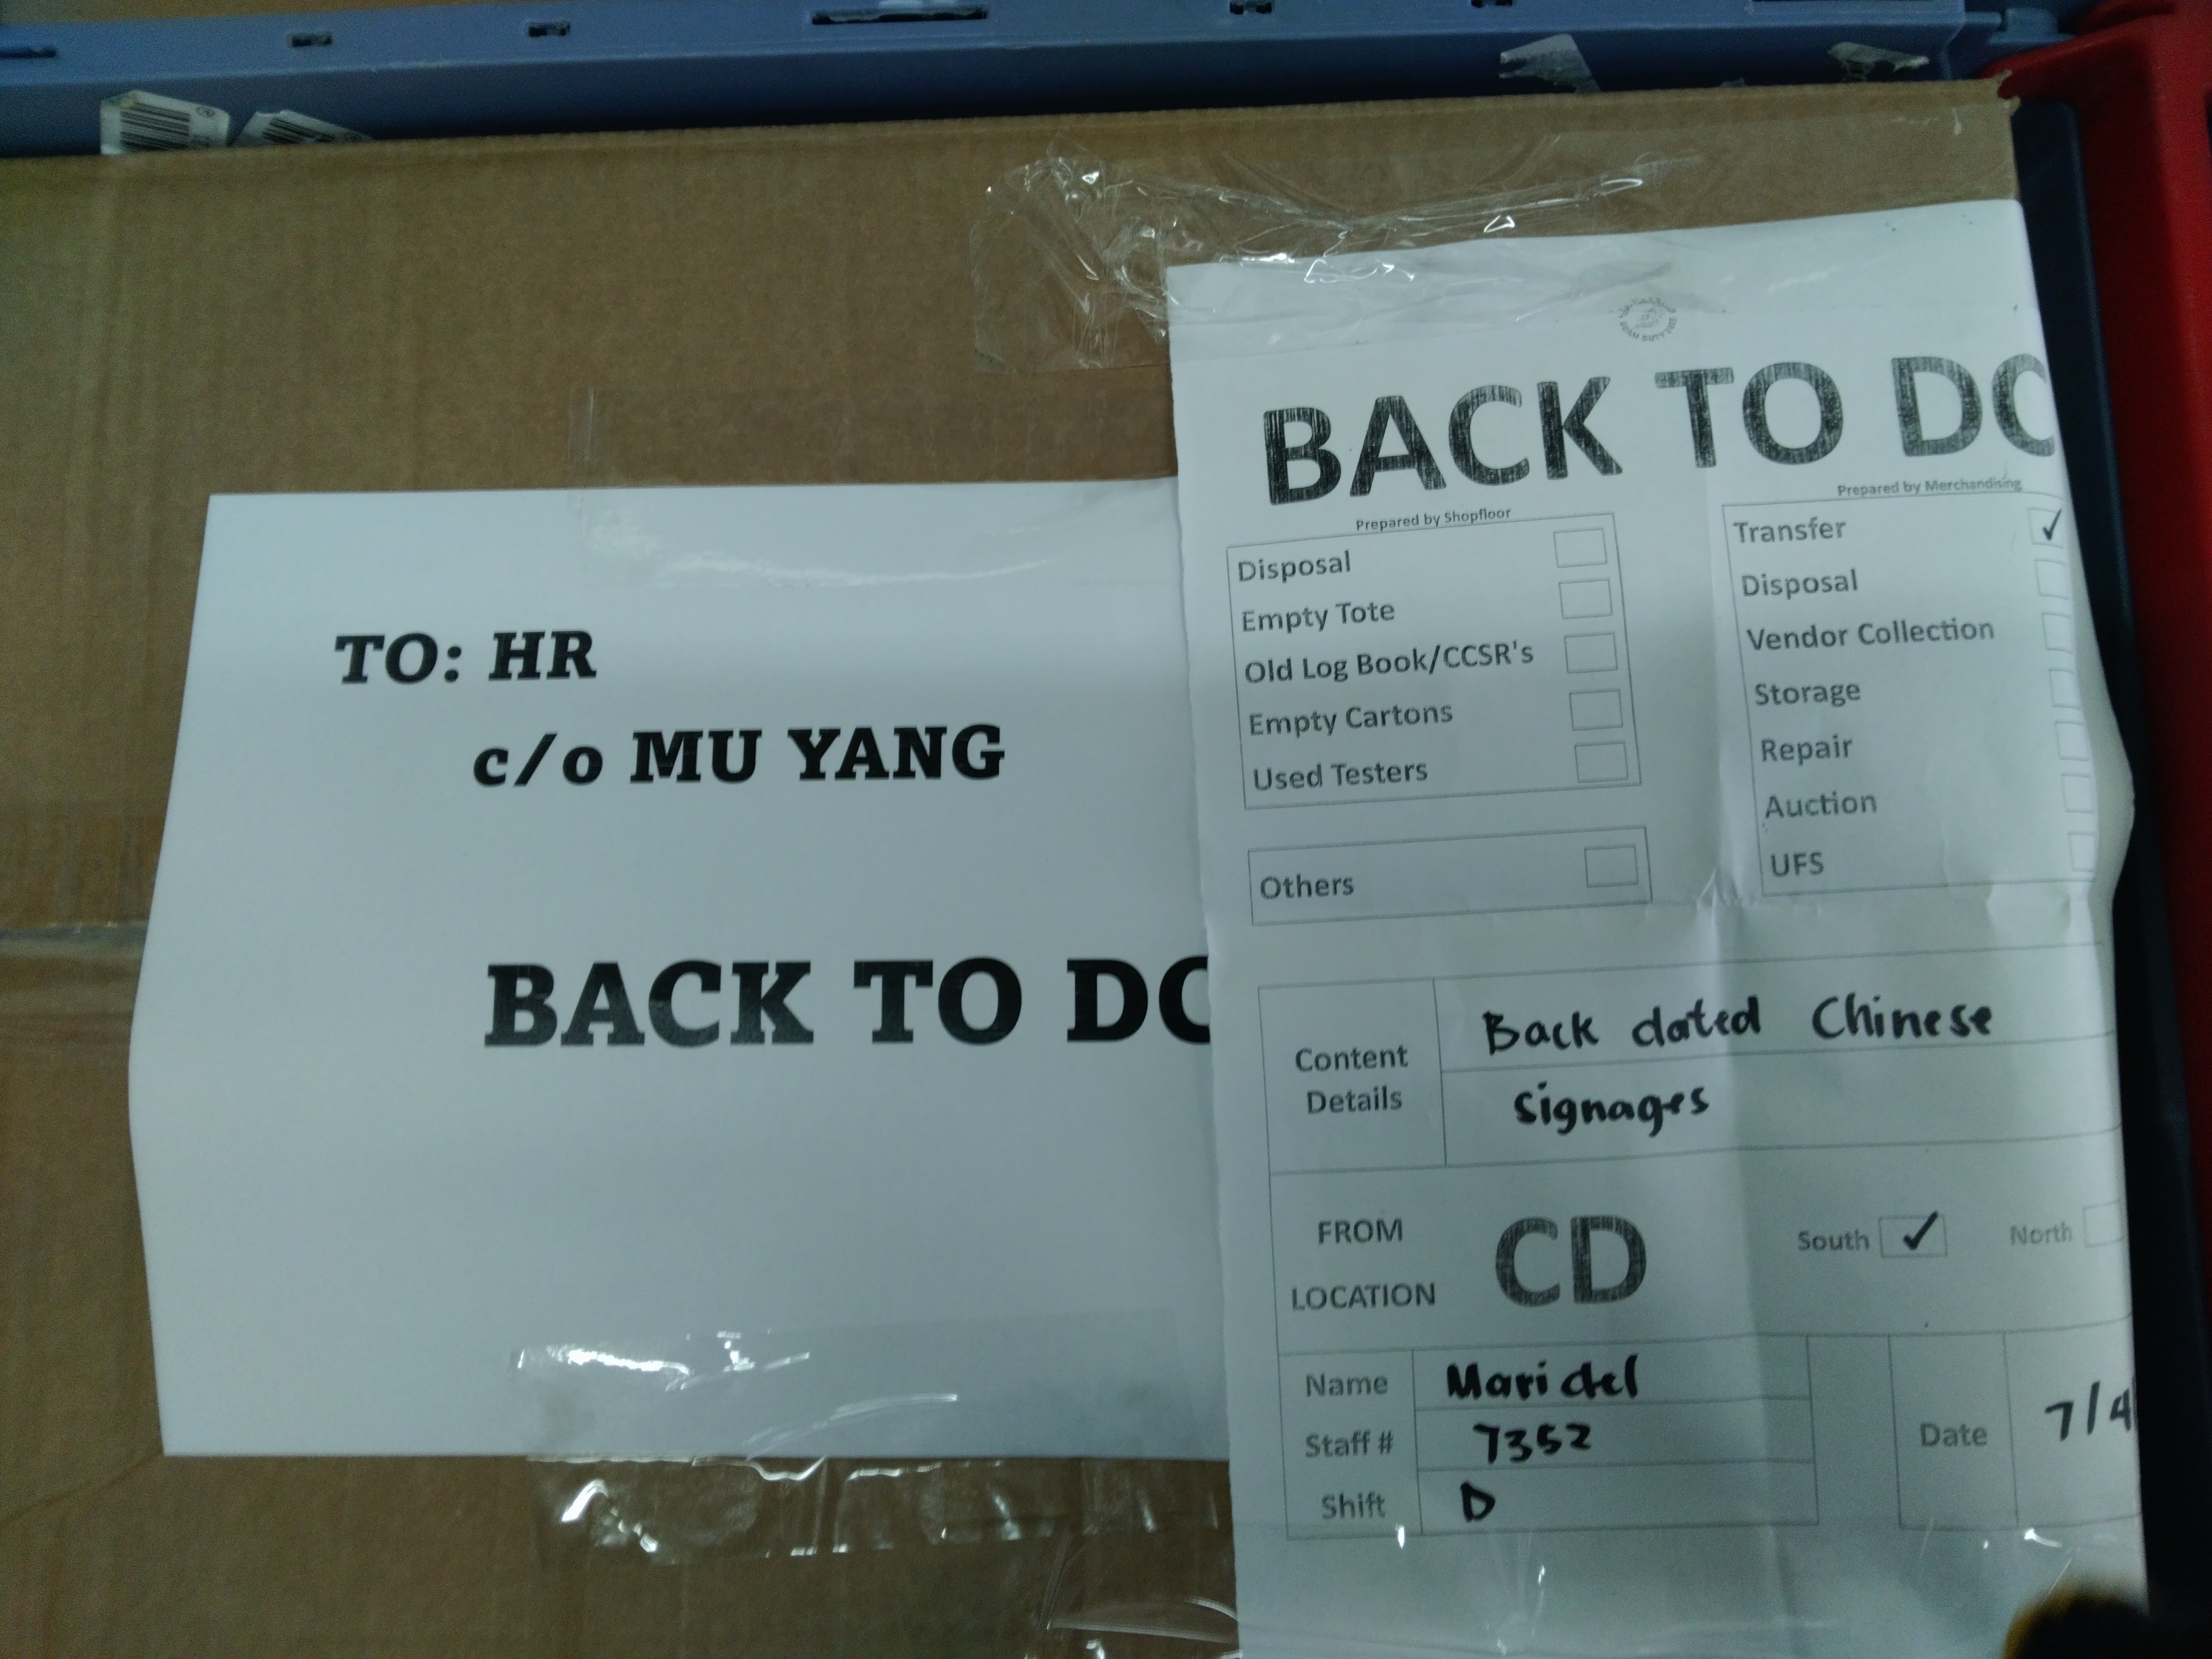 TO: HR
c/o MU YANG
BACK TO DC
BACK TO DC
Prepared by Shopfloor
Disposal
Empty Tote
Old Log Book/CCSR's
Empty Cartons
Used Testers
Others
Prepared by Merchandising
Transfer ✓
Disposal
Vendor Collection
Storage
Repair
Auction
UFS
Content Details
Back dated Chinese
signages
FROM LOCATION
CD
South ✓ North
Name Maridel
Staff # 7352
Shift D
Date 7/4